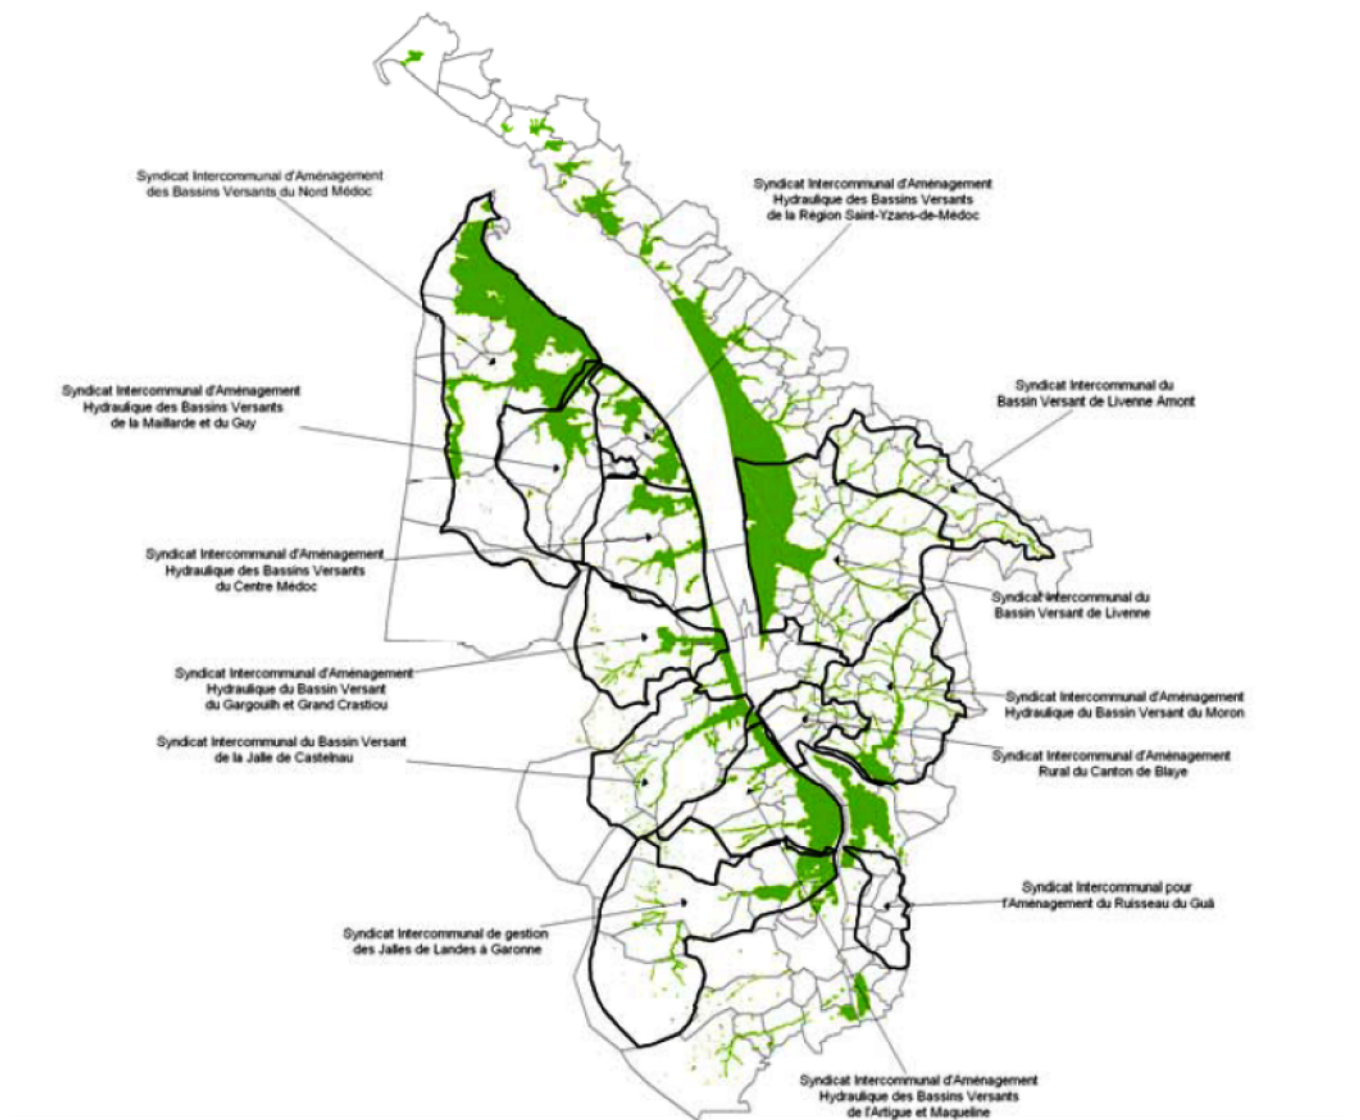 Syndicat Intercommunal d'Aménagement
des Bassins Versants du Nord Médoc
Syndicat Intercommunal d'Aménagement
Hydraulique des Bassins Versants
de la Région Saint-Yzans-de-Médoc
Syndicat Intercommunal d'Aménagement
Hydraulique des Bassins Versants
de la Maillarde et du Guy
Syndicat Intercommunal du
Bassin Versant de Livenne Amont
Syndicat Intercommunal d'Aménagement
Hydraulique des Bassins Versants
du Centre Médoc
Syndicat Intercommunal du
Bassin Versant de Livenne
Syndicat Intercommunal d'Aménagement
Hydraulique du Bassin Versant
du Gargouilh et Grand Crastiou
Syndicat Intercommunal d'Aménagement
Hydraulique du Bassin Versant du Moron
Syndicat Intercommunal du Bassin Versant
de la Jalle de Castelnau
Syndicat Intercommunal d'Aménagement
Rural du Canton de Blaye
Syndicat Intercommunal pour
l'Aménagement du Ruisseau du Guâ
Syndicat Intercommunal de gestion
des Jalles de Landes à Garonne
Syndicat Intercommunal d'Aménagement
Hydraulique des Bassins Versants
de l'Artigue et Maqueline